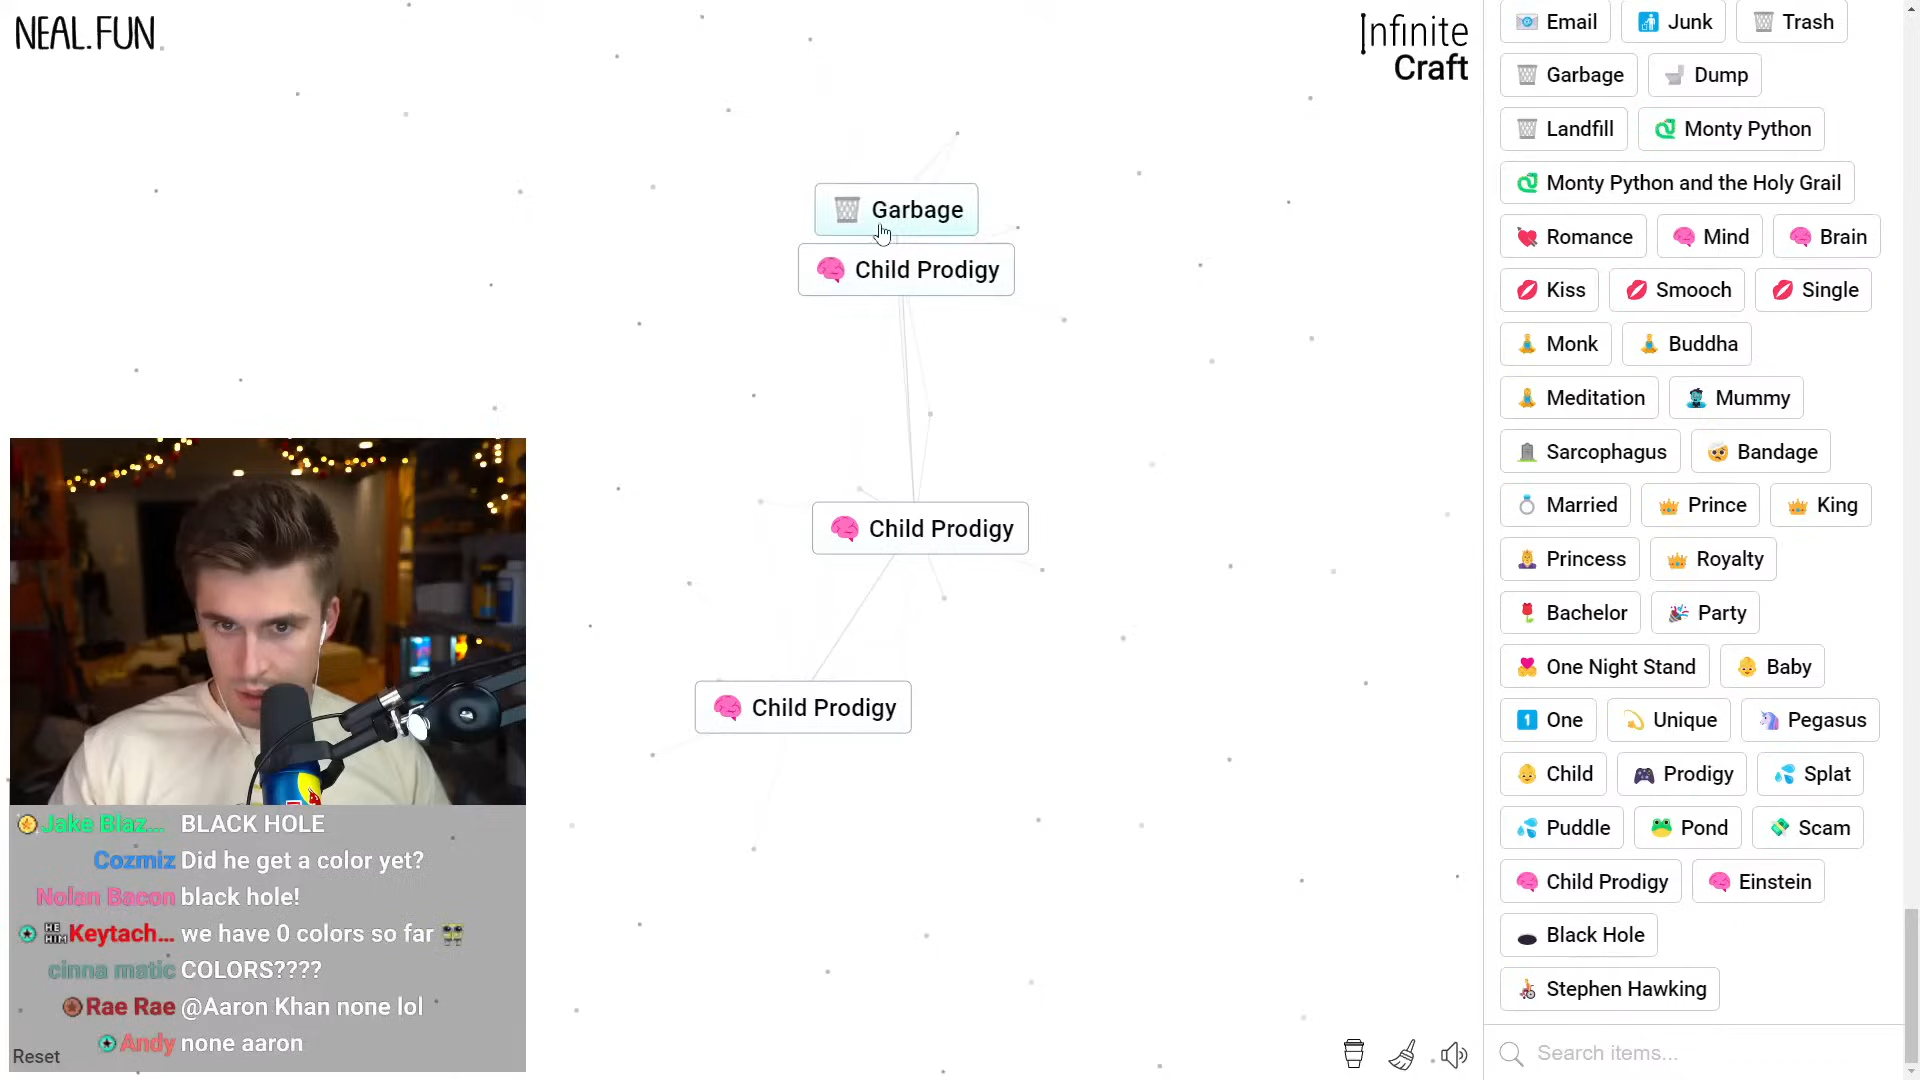 NEAL.FUN
Infinite
Craft
Garbage
Child Prodigy
Child Prodigy
Child Prodigy
Email
Junk
Trash
Garbage
Dump
Landfill
Monty Python
Monty Python and the Holy Grail
Romance
Mind
Brain
Kiss
Smooch
Single
Monk
Buddha
Meditation
Mummy
Sarcophagus
Bandage
Married
Prince
King
Princess
Royalty
Bachelor
Party
One Night Stand
Baby
1 One
Unique
Pegasus
Child
Prodigy
Splat
Puddle
Pond
Scam
Child Prodigy
Einstein
Black Hole
Stephen Hawking
Search items...
Jake Blaz... BLACK HOLE
Cozmiz Did he get a color yet?
Nolan Bacon black hole!
HE HIM Keytach... we have 0 colors so far
cinna matic COLORS????
Rae Rae @Aaron Khan none lol
Andy none aaron
Reset